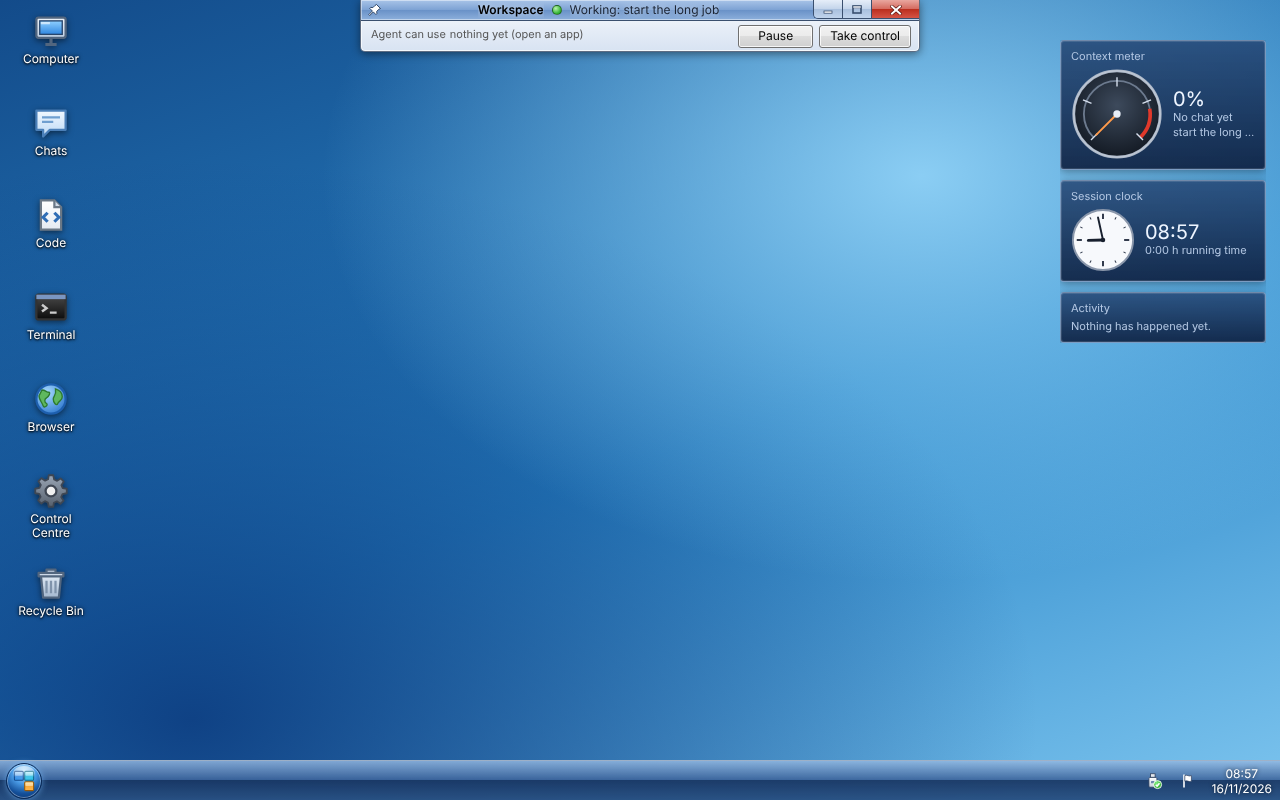 Computer
Chats
Code
Terminal
Browser
Control
Centre
Recycle Bin
Workspace Working: start the long job
Agent can use nothing yet (open an app)
Pause
Take control
Context meter
0%
No chat yet
start the long ...
Session clock
08:57
0:00 h running time
Activity
Nothing has happened yet.
08:57
16/11/2026